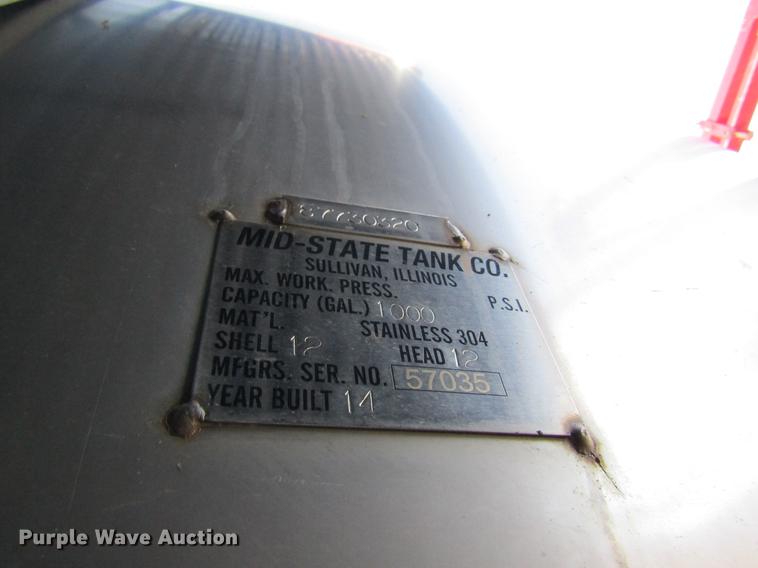 87730320
MID-STATE TANK CO.
SULLIVAN, ILLINOIS
MAX. WORK. PRESS. P.S.I.
CAPACITY (GAL.) 1000
MAT'L. STAINLESS 304
SHELL 12 HEAD 12
MFGRS. SER. NO. 57035
YEAR BUILT 14
Purple Wave Auction